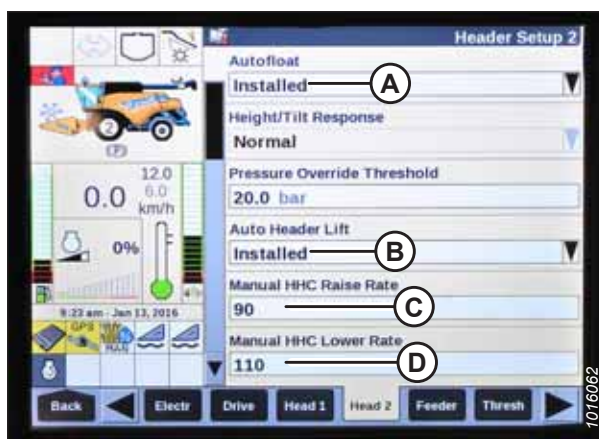 Header Setup 2
Autofloat
Installed
A
Height/Tilt Response
Normal
Pressure Override Threshold
20.0 bar
Auto Header Lift
Installed
B
Manual HHC Raise Rate
90
C
Manual HHC Lower Rate
110
D
2
(P)
0.0
12.0
6.0
km/h
0%
9:23 am - Jan 13, 2016
GPS
MAN
Back
Electr
Drive
Head 1
Head 2
Feeder
Thresh
1016062